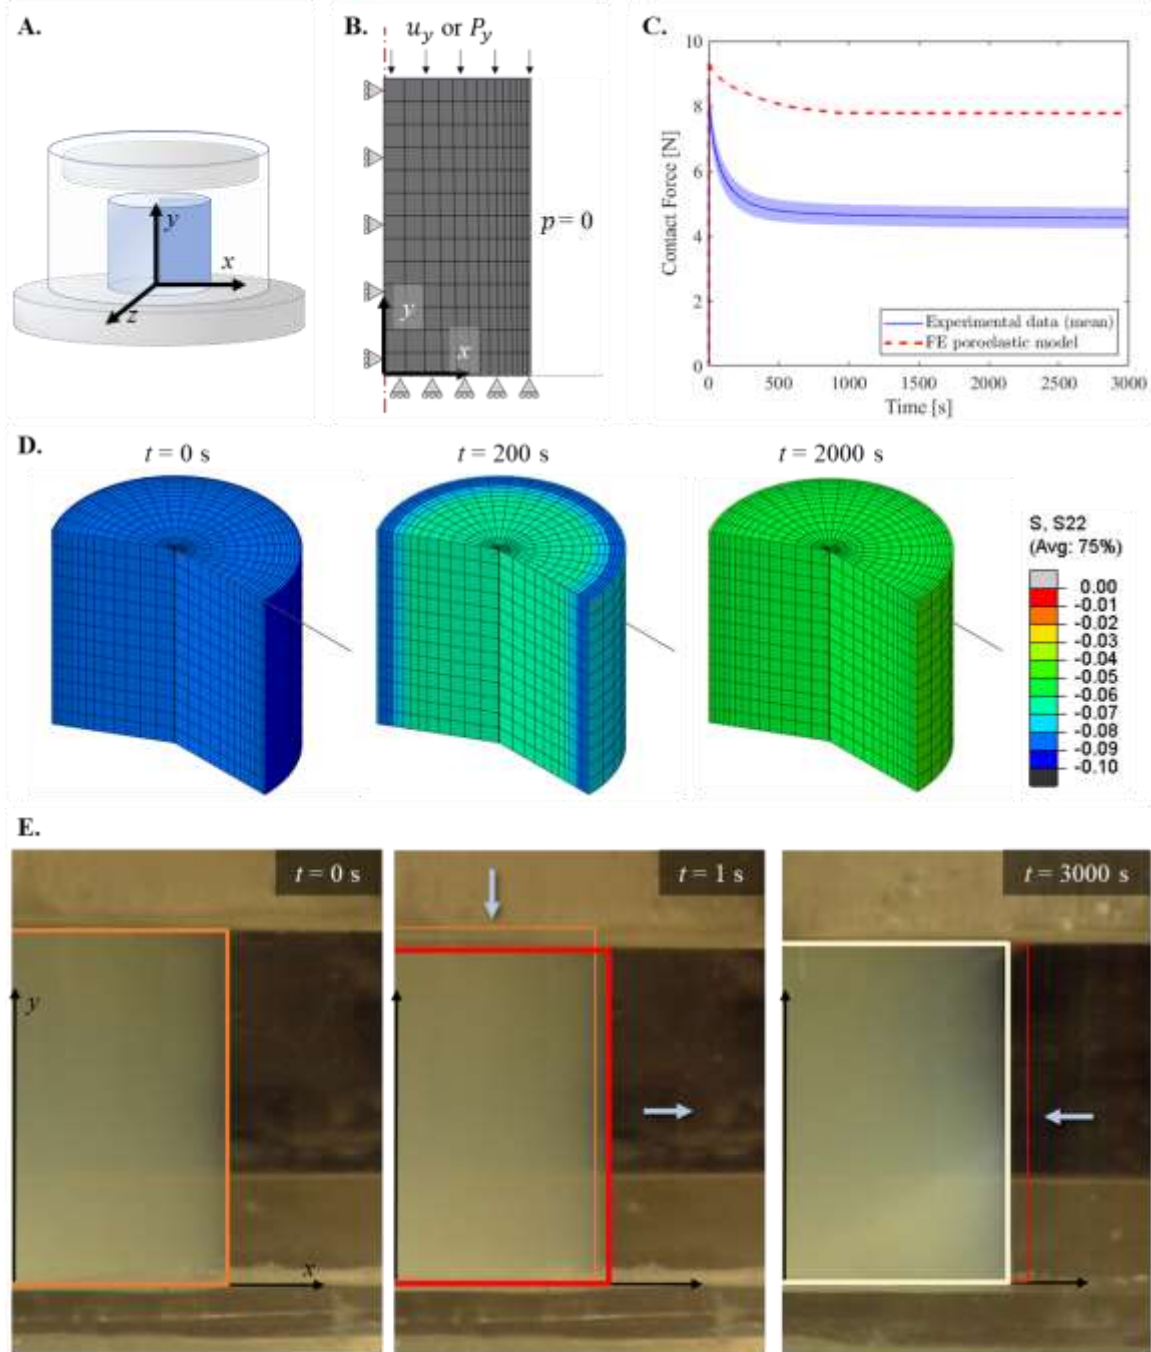 A.
y
x
z
B.
u_y or P_y
p = 0
y
x
C.
Contact Force [N]
10
8
6
4
2
0
Experimental data (mean)
FE poroelastic model
0 500 1000 1500 2000 2500 3000
Time [s]
D.
t = 0 s
t = 200 s
t = 2000 s
S, S22
(Avg: 75%)
0.00
-0.01
-0.02
-0.03
-0.04
-0.05
-0.06
-0.07
-0.08
-0.09
-0.10
E.
t = 0 s
t = 1 s
t = 3000 s
y
x